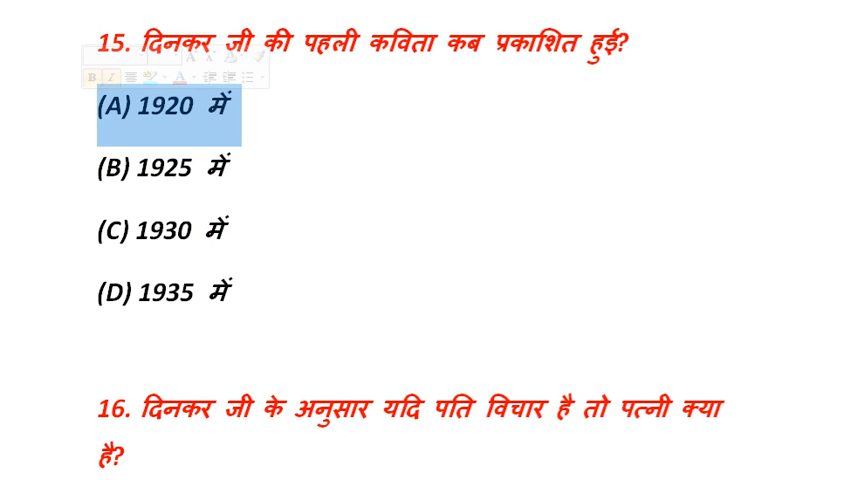 15. दिनकर जी की पहली कविता कब प्रकाशित हुई?
(A) 1920 में
(B) 1925 में
(C) 1930 में
(D) 1935 में
16. दिनकर जी के अनुसार यदि पति विचार है तो पत्नी क्या
है?